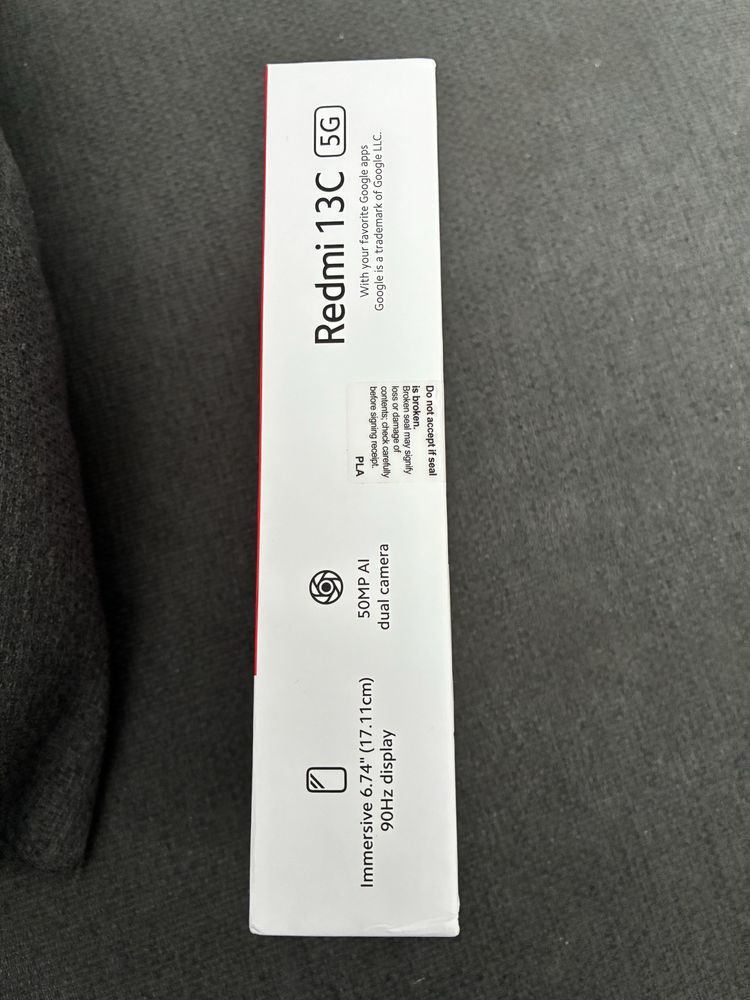 Redmi 13C 5G
With your favorite Google apps
Google is a trademark of Google LLC.
Do not accept if seal
is broken.
Broken seal may signify
loss or damage of
contents; check carefully
before signing receipt.
PLA
50MP AI
dual camera
Immersive 6.74" (17.11cm)
90Hz display